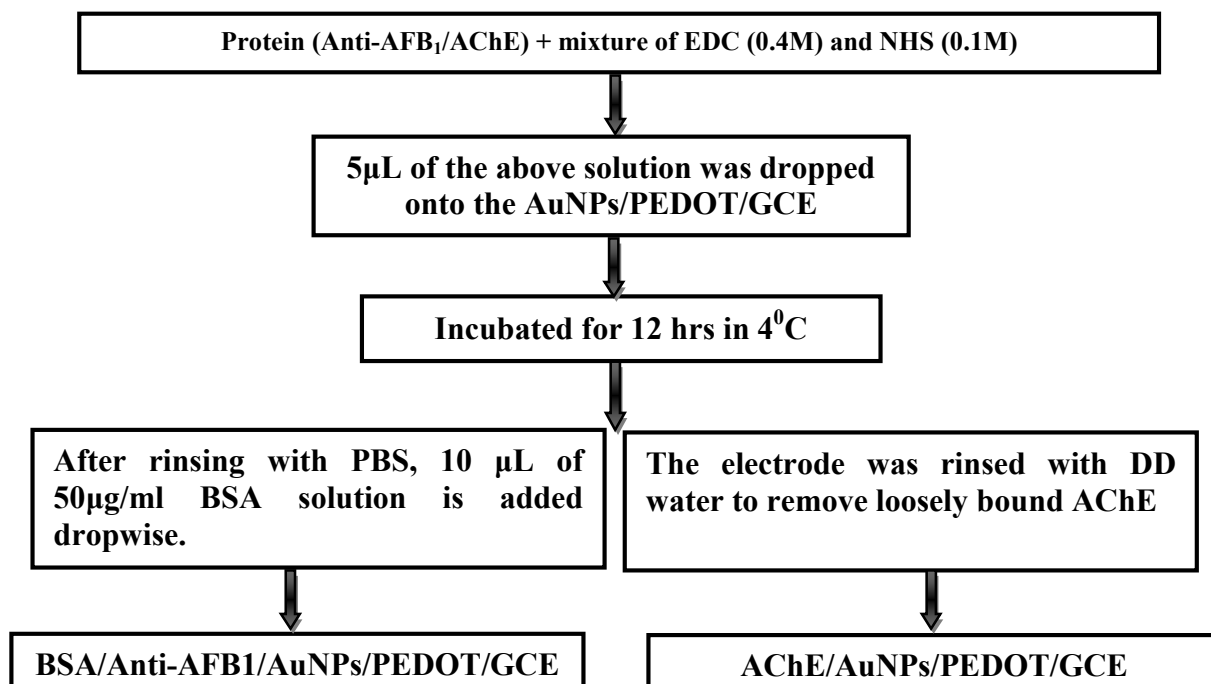 Protein (Anti-AFB₁/AChE) + mixture of EDC (0.4M) and NHS (0.1M)
5µL of the above solution was dropped
onto the AuNPs/PEDOT/GCE
Incubated for 12 hrs in 4⁰C
After rinsing with PBS, 10 µL of
50µg/ml BSA solution is added
dropwise.
The electrode was rinsed with DD
water to remove loosely bound AChE
BSA/Anti-AFB1/AuNPs/PEDOT/GCE
AChE/AuNPs/PEDOT/GCE